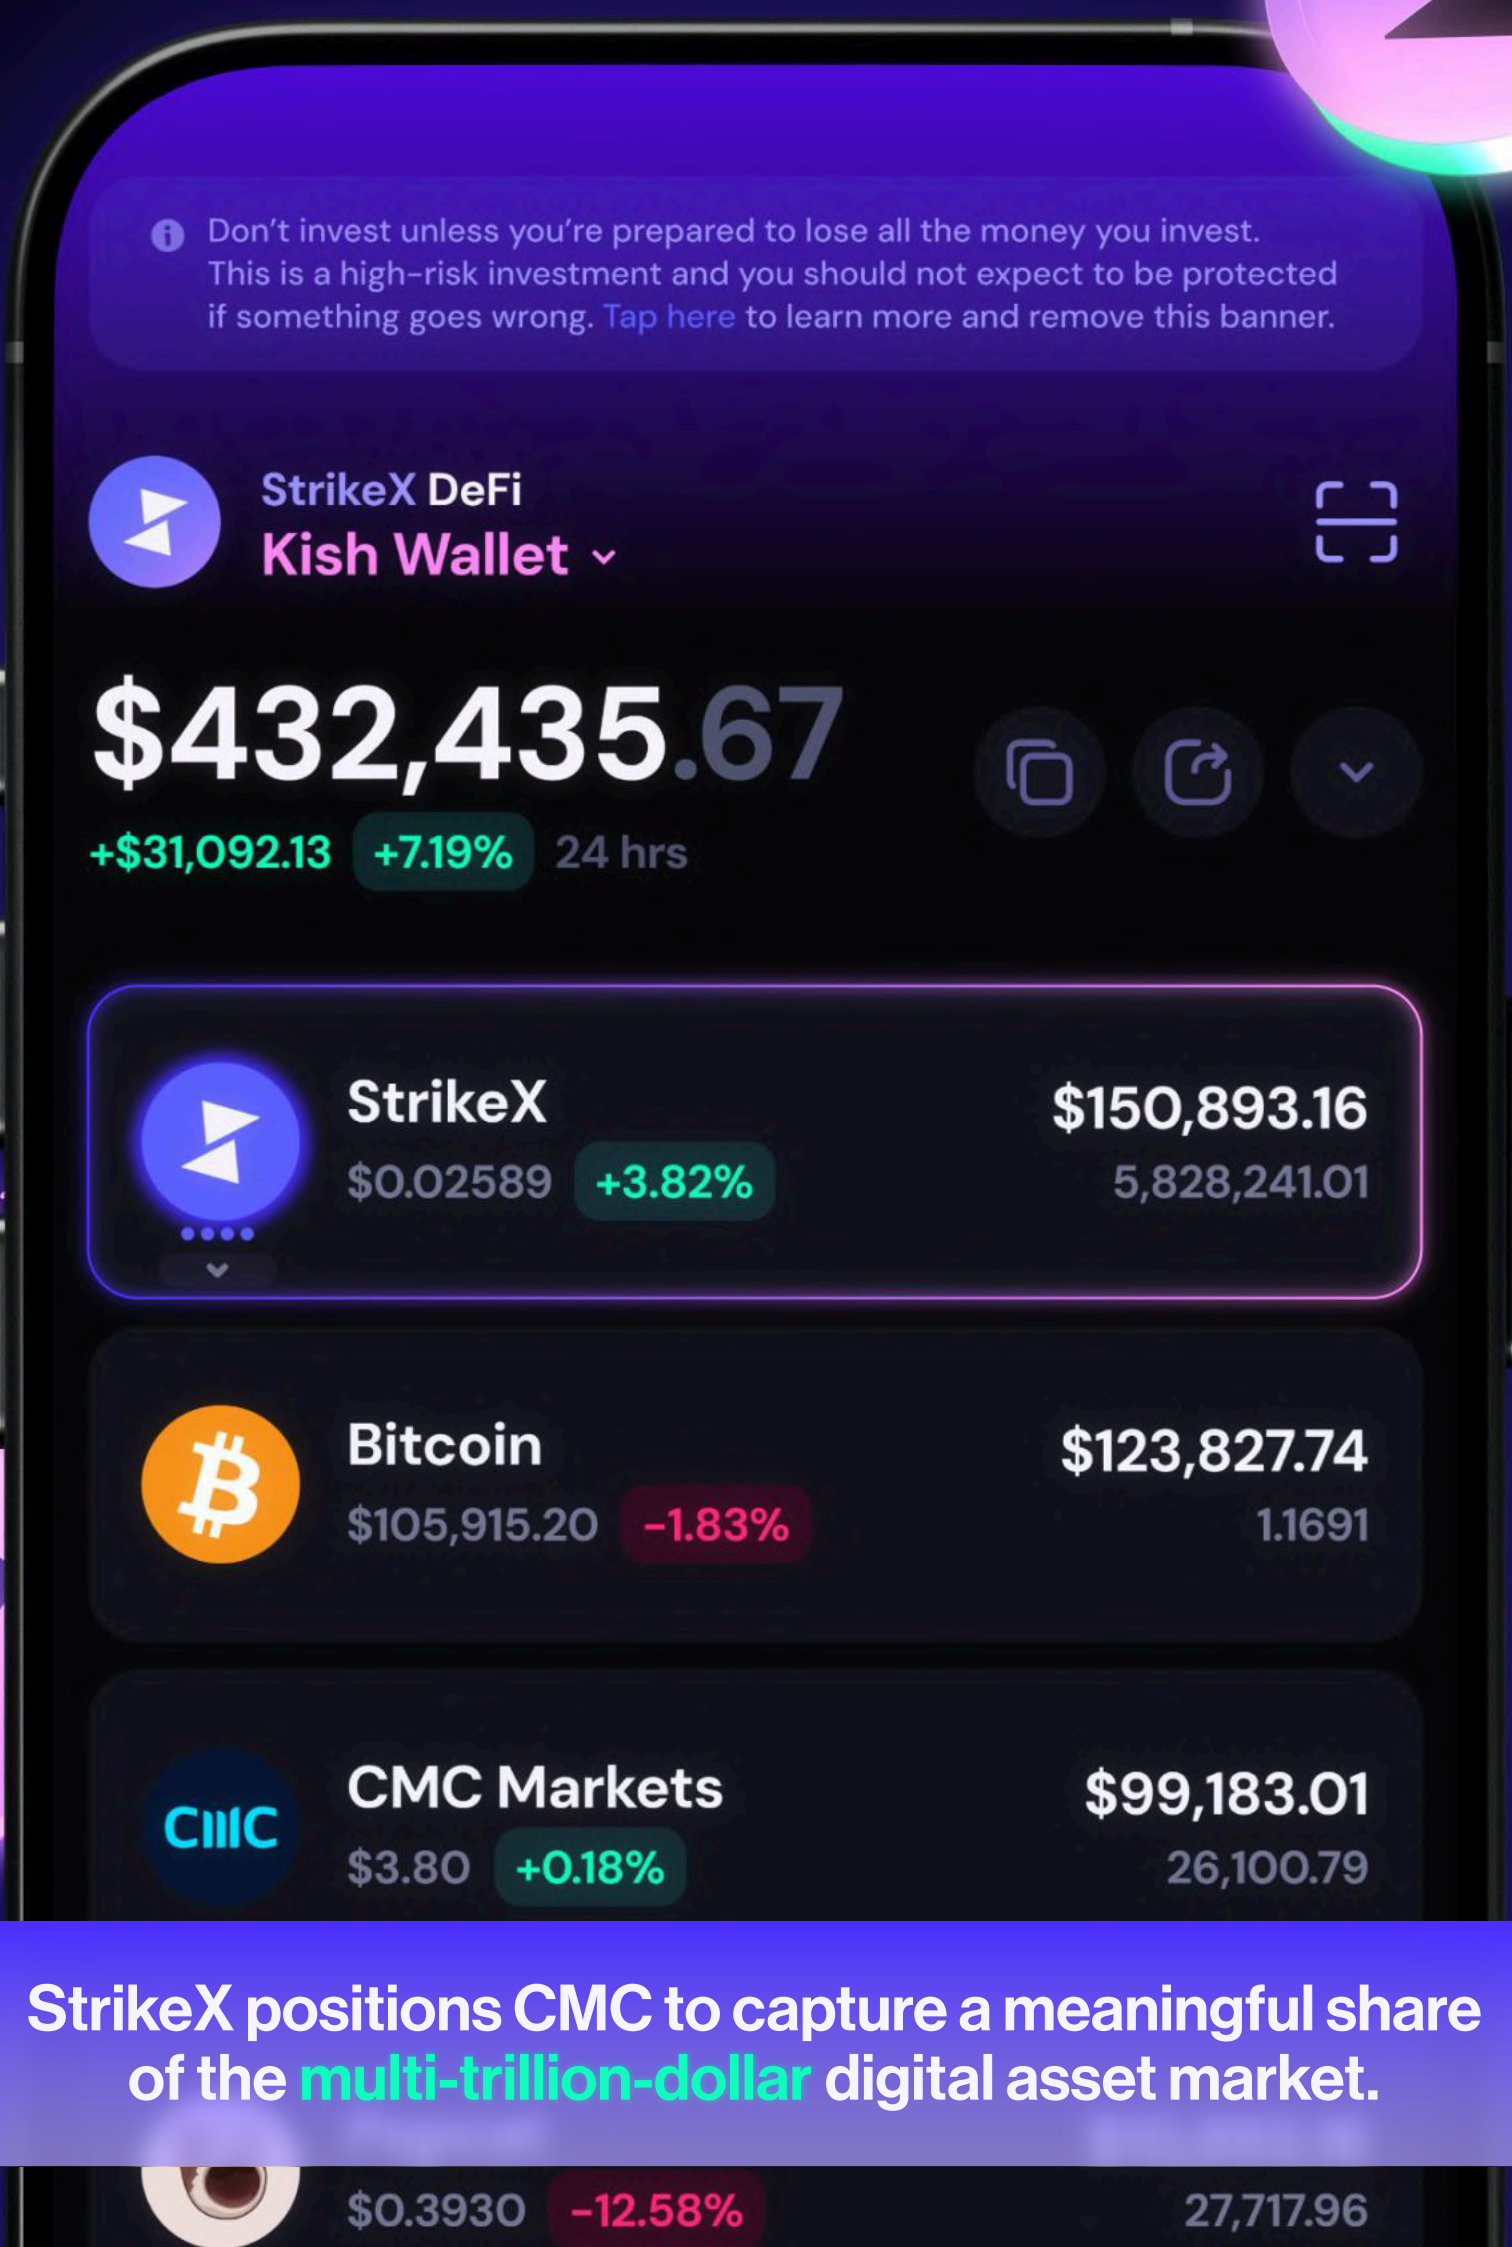 Don't invest unless you're prepared to lose all the money you invest.
This is a high-risk investment and you should not expect to be protected
if something goes wrong. Tap here to learn more and remove this banner.
StrikeX DeFi
Kish Wallet
$432,435.67
+$31,092.13 +7.19% 24 hrs
StrikeX
$150,893.16
$0.02589 +3.82%
5,828,241.01
Bitcoin
$123,827.74
$105,915.20 -1.83%
1.1691
CMC
CMC Markets
$99,183.01
$3.80 +0.18%
26,100.79
StrikeX positions CMC to capture a meaningful share
of the multi-trillion-dollar digital asset market.
$0.3930 -12.58%
27,717.96